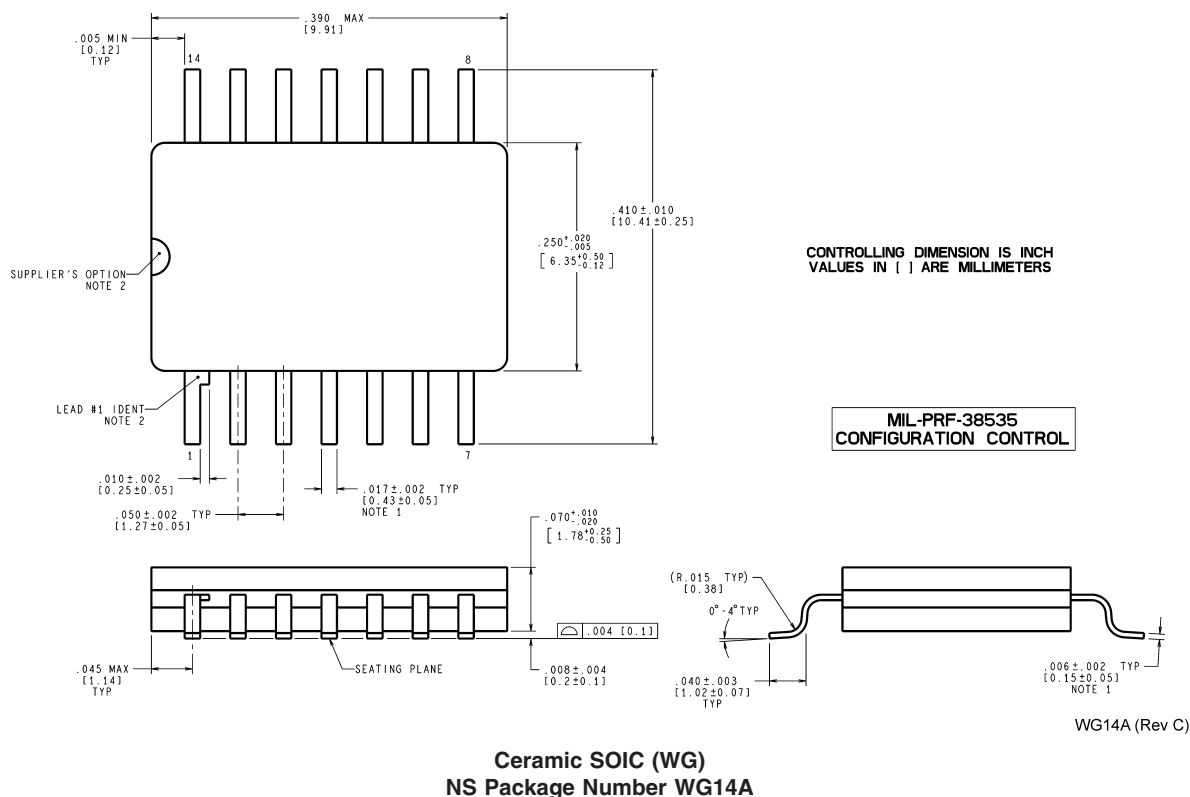 .390 MAX
[9.91]
.005 MIN
[0.12]
TYP
14
8
.410±.010
[10.41±0.25]
.250+.020 -.005
[6.35+0.50 -0.12]
CONTROLLING DIMENSION IS INCH
VALUES IN [ ] ARE MILLIMETERS
SUPPLIER'S OPTION
NOTE 2
LEAD #1 IDENT
NOTE 2
MIL-PRF-38535
CONFIGURATION CONTROL
1
7
.010±.002
[0.25±0.05]
.017±.002 TYP
[0.43±0.05]
NOTE 1
.050±.002 TYP
[1.27±0.05]
.070+.010 -.020
[1.78+0.25 -0.50]
(R.015 TYP)
[0.38]
0°-4° TYP
.004 [0.1]
SEATING PLANE
.045 MAX
[1.14]
TYP
.008±.004
[0.2±0.1]
.040±.003
[1.02±0.07]
TYP
.006±.002 TYP
[0.15±0.05]
NOTE 1
WG14A (Rev C)
Ceramic SOIC (WG)
NS Package Number WG14A